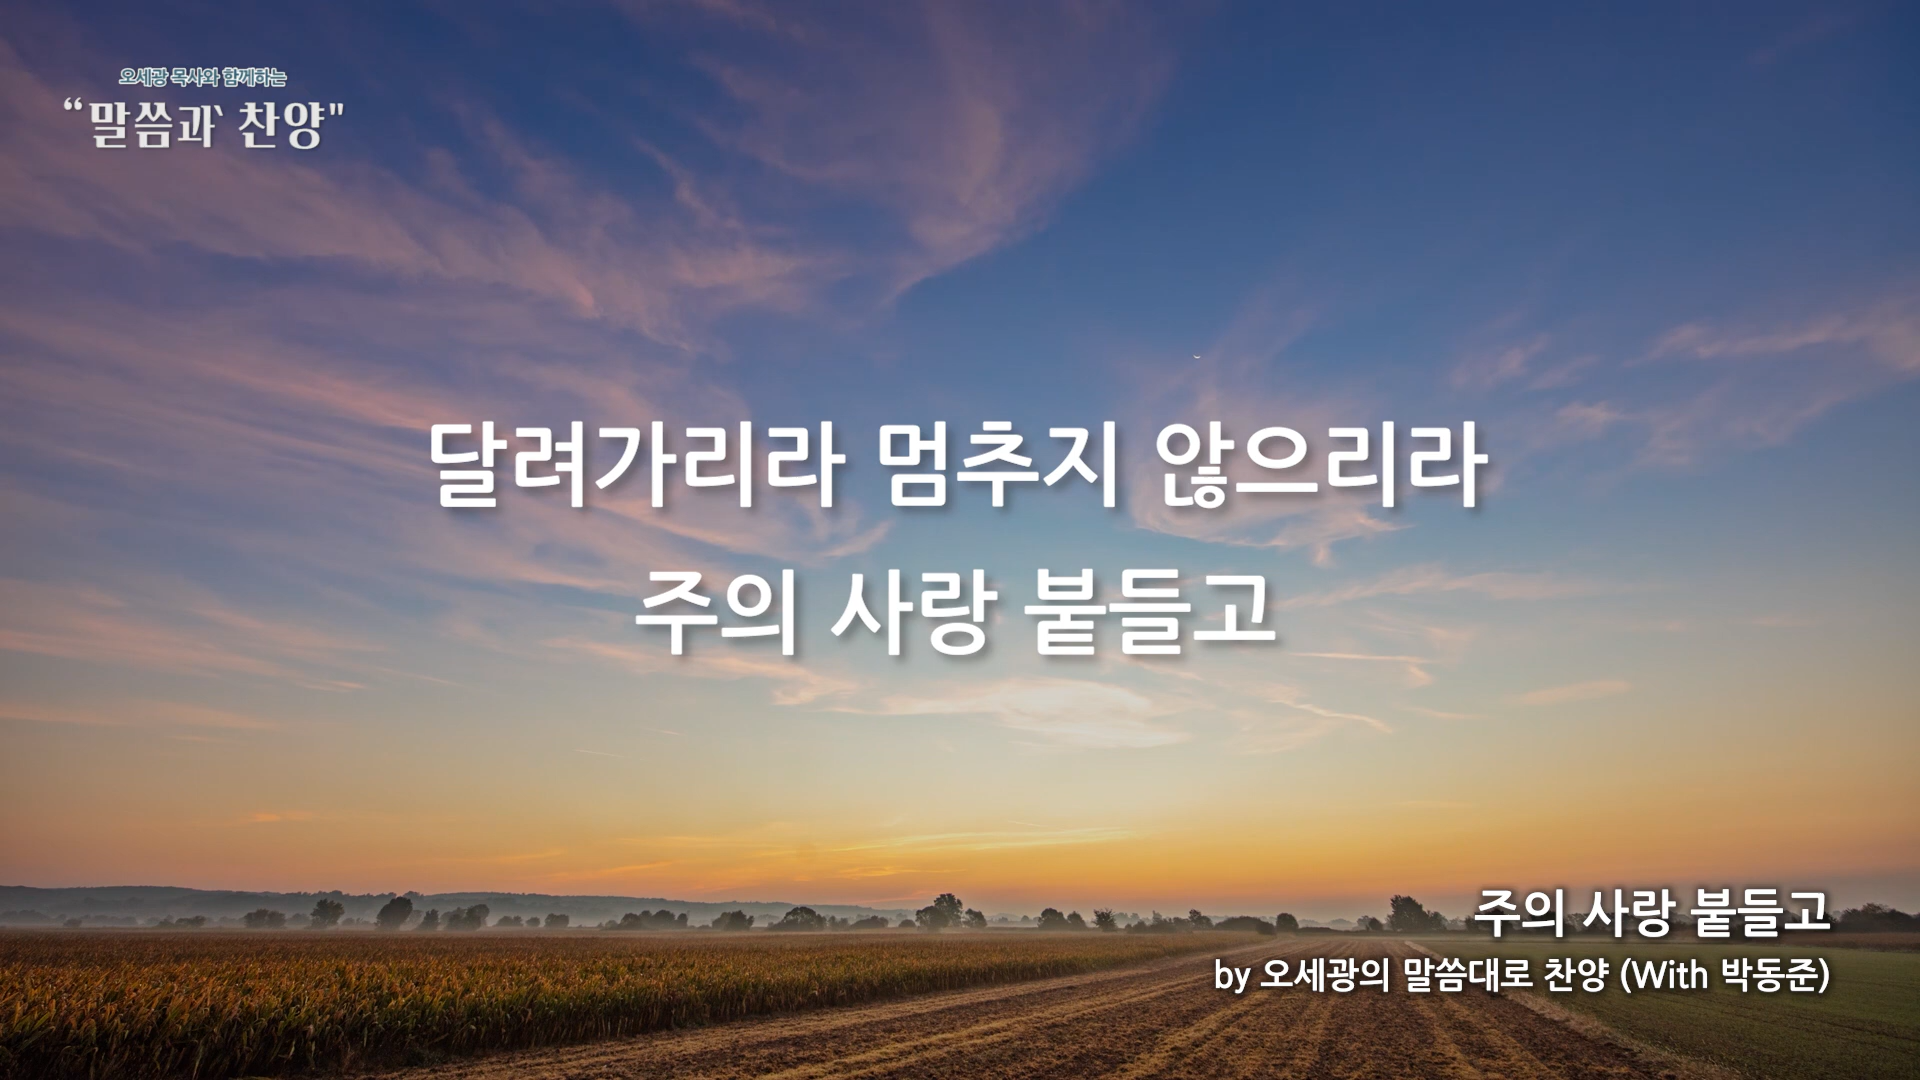 오세광 목사와 함께하는
“말씀과 찬양"
달려가리라 멈추지 않으리라
주의 사랑 붙들고
주의 사랑 붙들고
by 오세광의 말씀대로 찬양 (With 박동준)